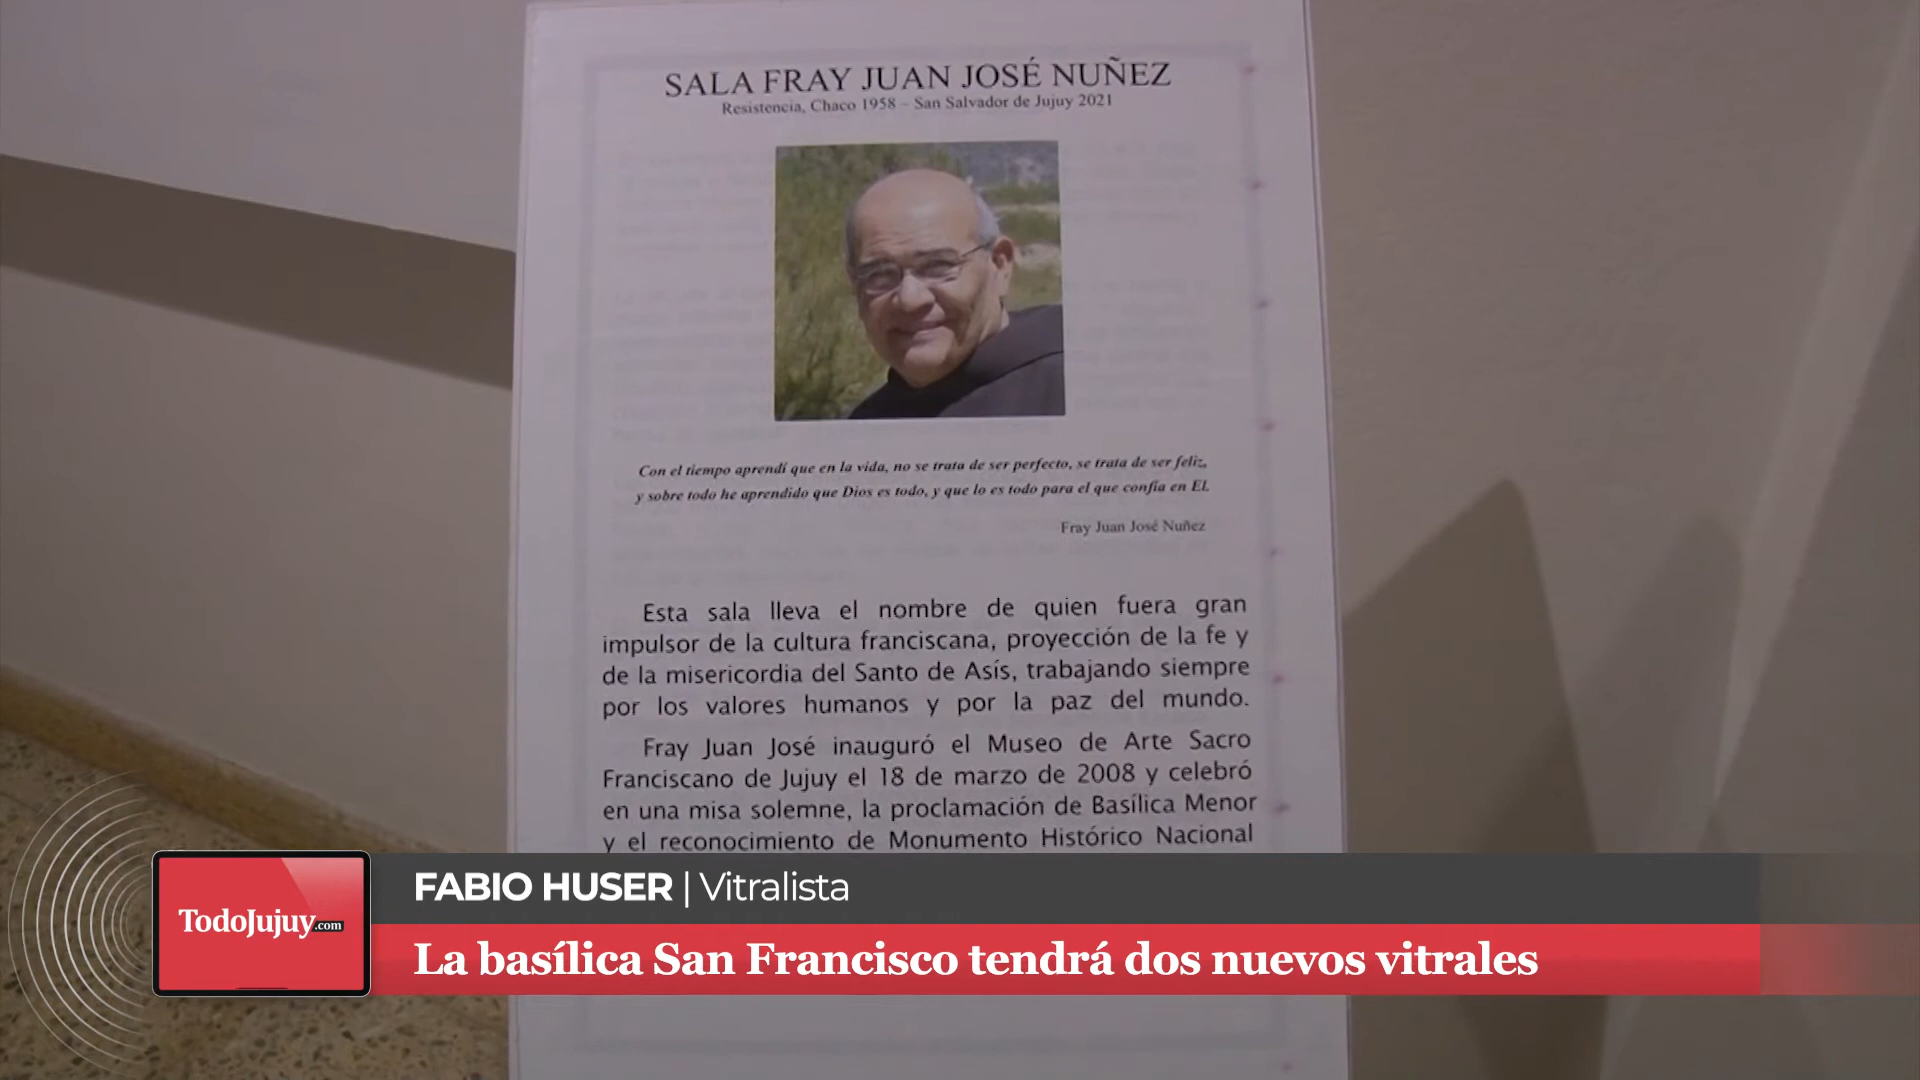 SALA FRAY JUAN JOSÉ NUÑEZ
Resistencia, Chaco 1958 – San Salvador de Jujuy 2021
Con el tiempo aprendí que en la vida, no se trata de ser perfecto, se trata de ser feliz,
y sobre todo he aprendido que Dios es todo, y que lo es todo para el que confía en EL
Fray Juan José Nuñez
Esta sala lleva el nombre de quien fuera gran
impulsor de la cultura franciscana, proyección de la fe y
de la misericordia del Santo de Asís, trabajando siempre
por los valores humanos y por la paz del mundo.
Fray Juan José inauguró el Museo de Arte Sacro
Franciscano de Jujuy el 18 de marzo de 2008 y celebró
en una misa solemne, la proclamación de Basílica Menor
y el reconocimiento de Monumento Histórico Nacional
FABIO HUSER | Vitralista
TodoJujuy.com
La basílica San Francisco tendrá dos nuevos vitrales